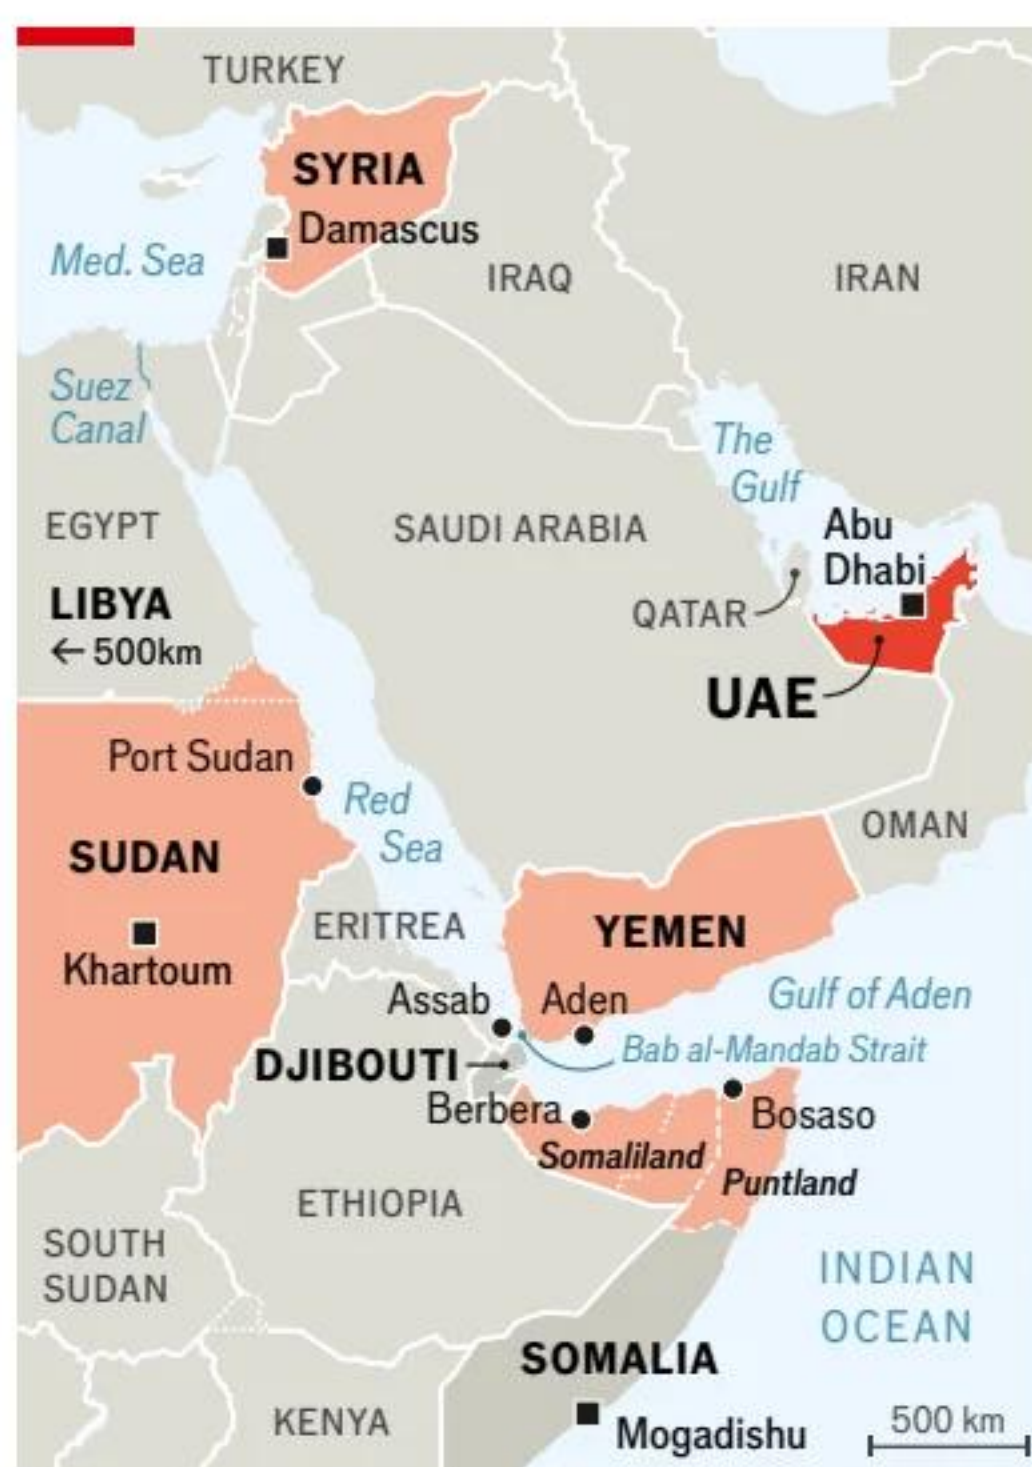 TURKEY
SYRIA
Damascus
Med. Sea
IRAQ
IRAN
Suez
Canal
The
Gulf
EGYPT
SAUDI ARABIA
Abu
Dhabi
LIBYA
← 500km
QATAR
UAE
Port Sudan
Red
Sea
OMAN
SUDAN
ERITREA
YEMEN
Khartoum
Assab
Aden
Gulf of Aden
Bab al-Mandab Strait
DJIBOUTI
Berbera
Bosaso
Somaliland
Puntland
ETHIOPIA
SOUTH
SUDAN
INDIAN
OCEAN
SOMALIA
KENYA
Mogadishu
500 km